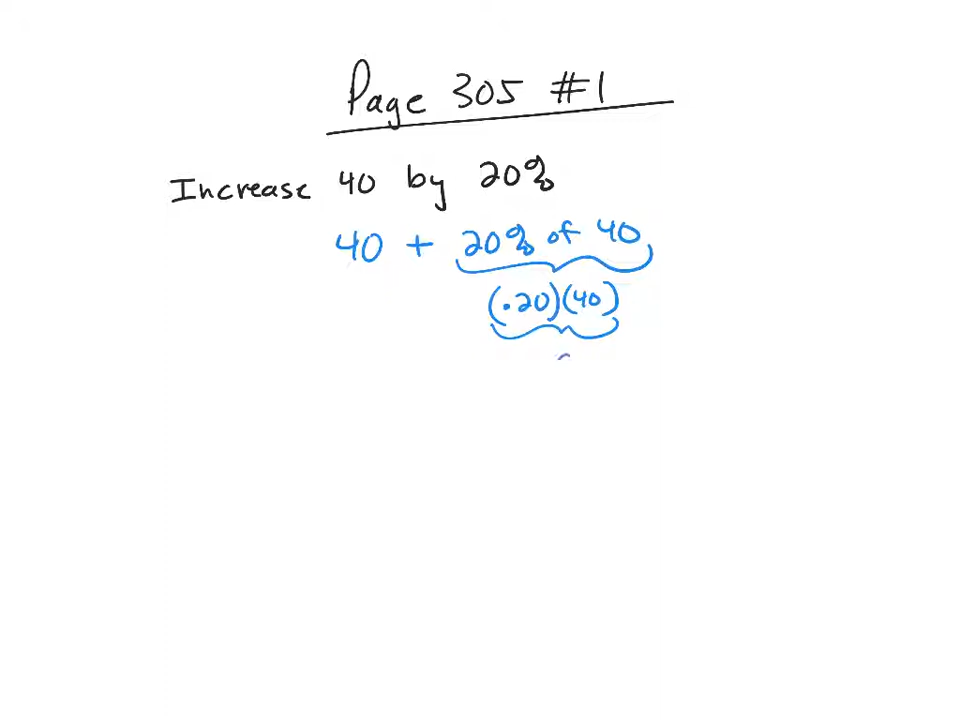 Page 305 #1
Increase 40 by 20%
40 + 20% of 40
(.20)(40)